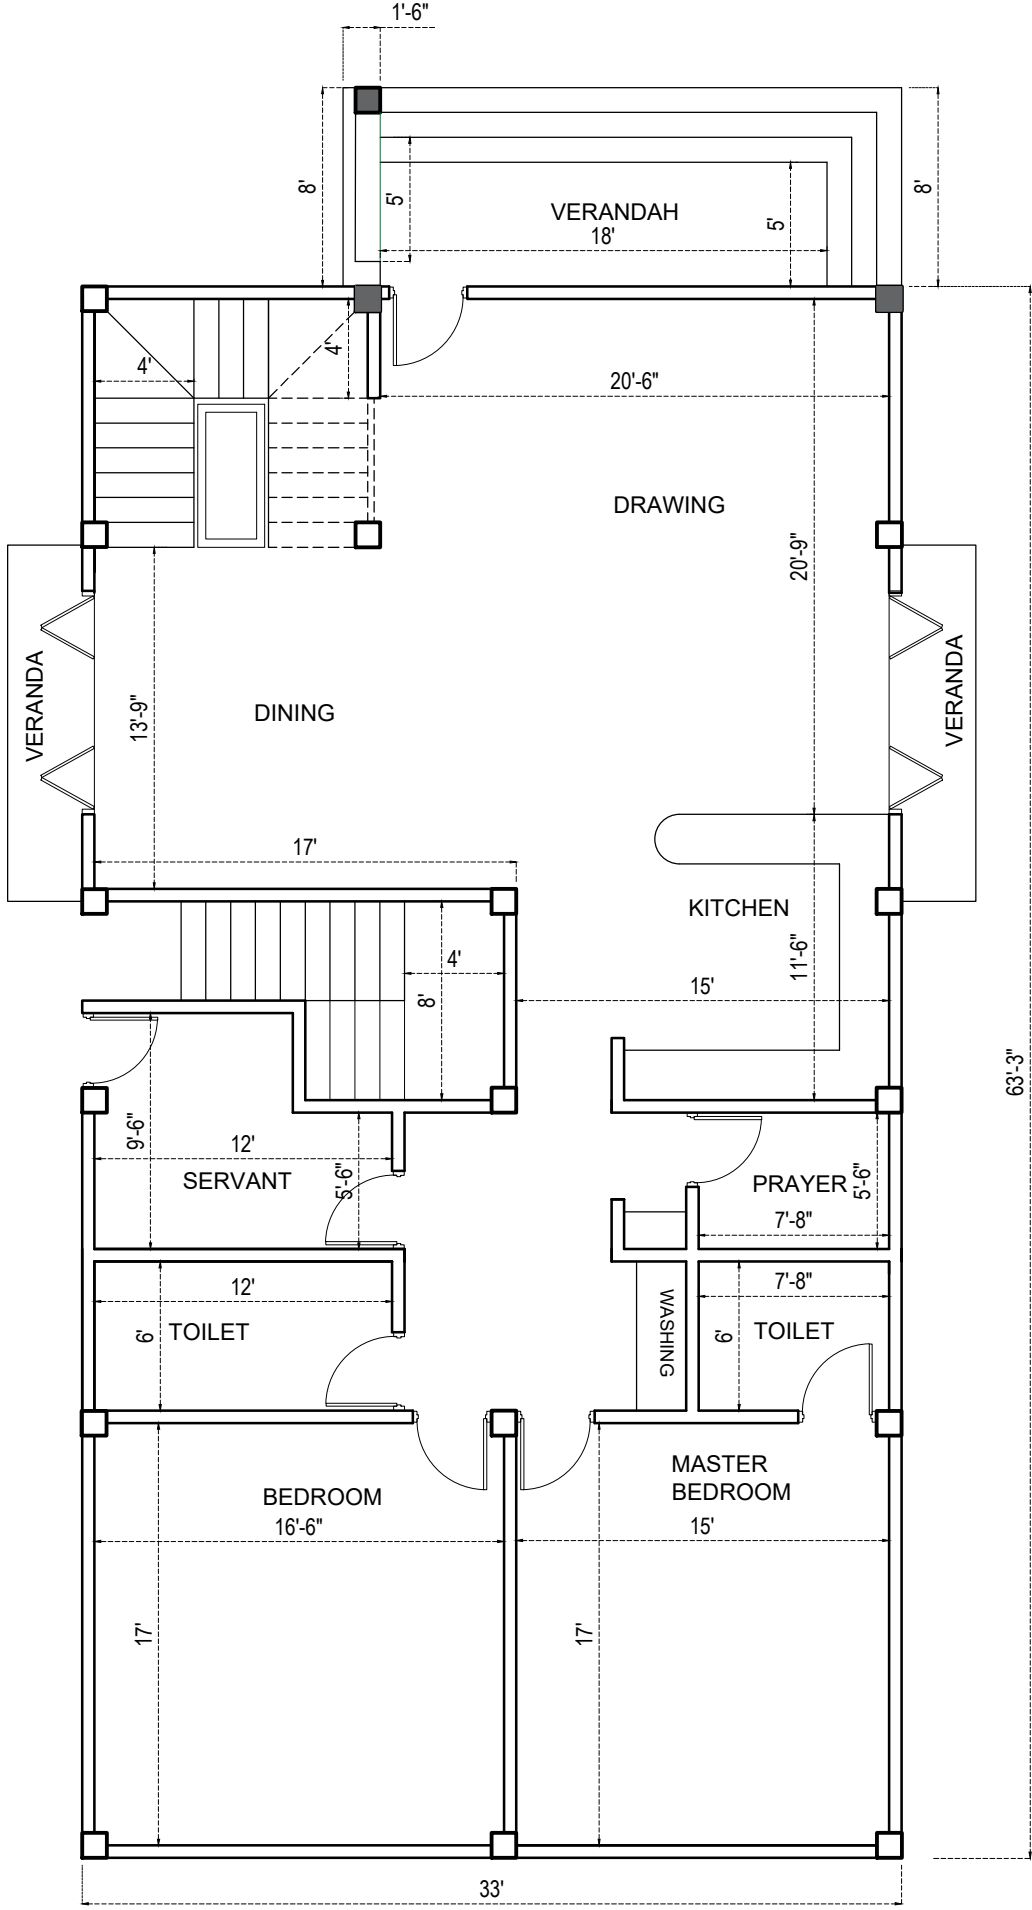 1'-6"
8'
5'
VERANDAH
18'
5'
8'
4'
4'
20'-6"
DRAWING
20'-9"
VERANDA
13'-9"
DINING
VERANDA
17'
KITCHEN
11'-6"
4'
8'
15'
63'-3"
9'-6"
12'
SERVANT
5'-6"
PRAYER
5'-6"
7'-8"
12'
6'
TOILET
WASHING
7'-8"
6'
TOILET
BEDROOM
16'-6"
MASTER
BEDROOM
15'
17'
17'
33'